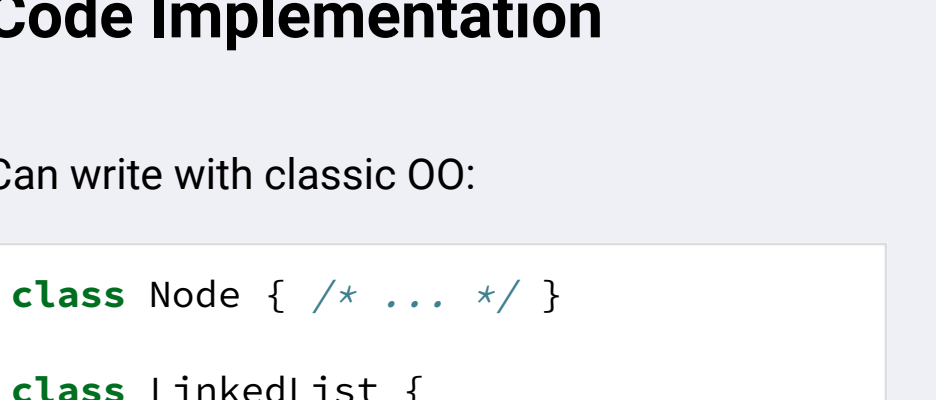 Code Implementation
Can write with classic OO:
class Node { /* ... */ }
class LinkedList {